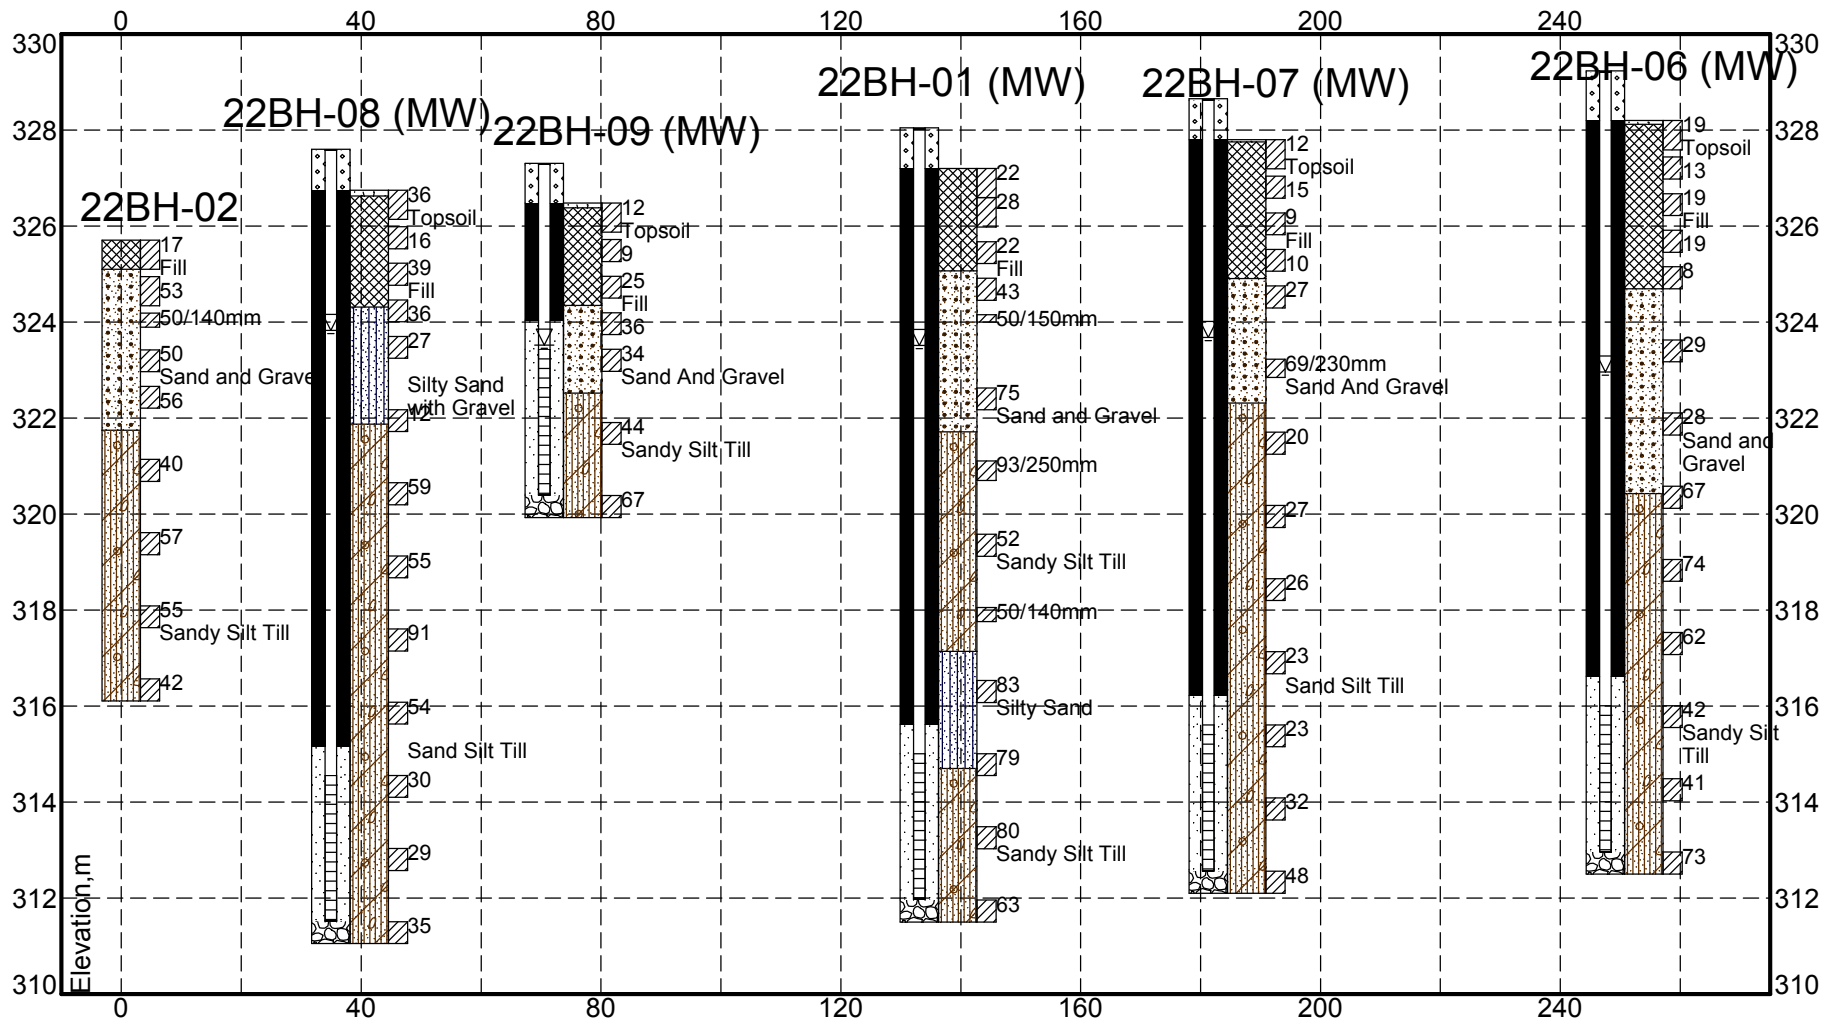 0 40 80 120 160 200 240
330 330
22BH-06 (MW)
22BH-01 (MW) 22BH-07 (MW)
22BH-08 (MW) 22BH-09 (MW)
22BH-02
328 328
326 326
324 324
322 322
320 320
318 318
316 316
314 314
312 312
310 310
Elevation,m
17
Fill
53
50/140mm
50
Sand and Grave
56
40
57
55
Sandy Silt Till
42
36
Topsoil
16
39
Fill
36
27
Silty Sand
with Gravel
42
59
55
91
54
Sand Silt Till
30
29
35
12
Topsoil
9
25
Fill
36
34
Sand And Gravel
44
Sandy Silt Till
67
22
28
22
Fill
43
50/150mm
75
Sand and Gravel
93/250mm
52
Sandy Silt Till
50/140mm
83
Silty Sand
79
80
Sandy Silt Till
63
12
Topsoil
15
9
Fill
10
27
69/230mm
Sand And Gravel
20
27
26
23
Sand Silt Till
23
32
48
19
Topsoil
13
19
Fill
19
8
29
28
Sand and
Gravel
67
74
62
42
Sandy Silt
Till
41
73
0 40 80 120 160 200 240